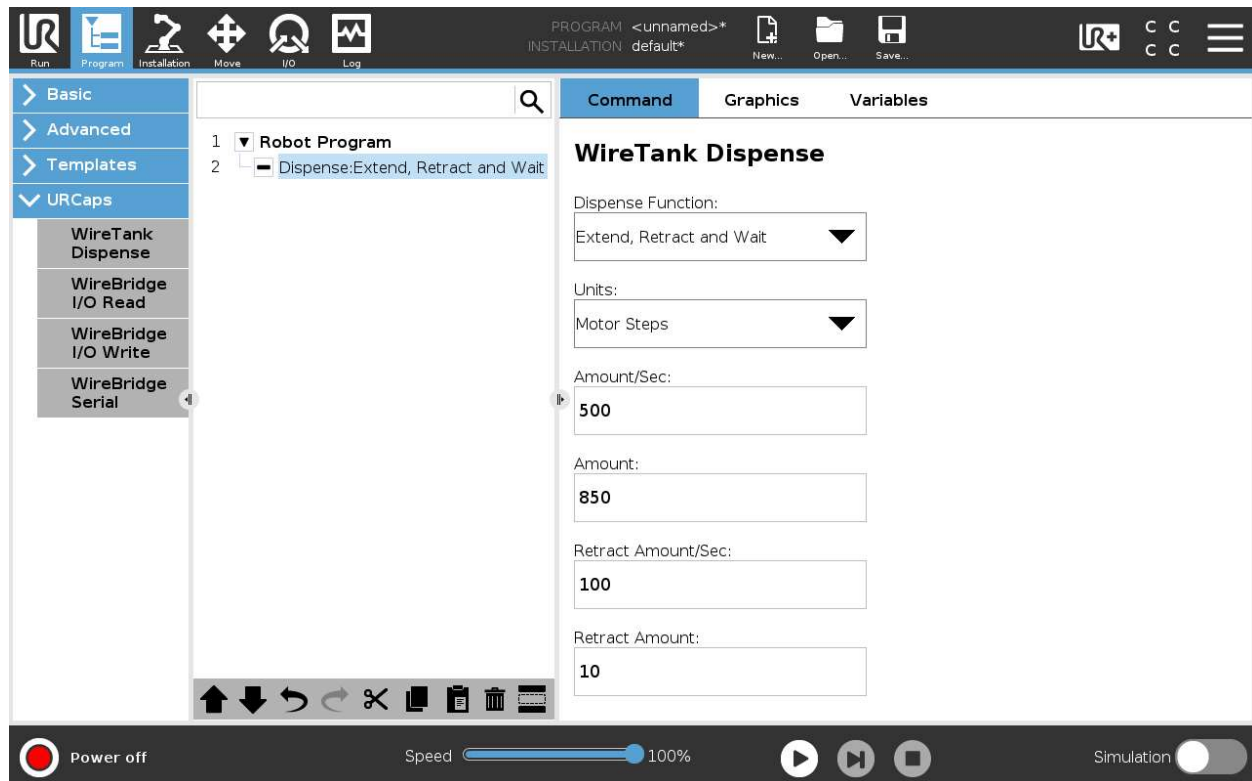 PROGRAM <unnamed>*
INSTALLATION default*
UR
UR+
C C
C C
Run
Program
Installation
Move
I/O
Log
New...
Open...
Save...
Basic
Advanced
Templates
URCaps
WireTank
Dispense
WireBridge
I/O Read
WireBridge
I/O Write
WireBridge
Serial
1 Robot Program
2 Dispense:Extend, Retract and Wait
Command
Graphics
Variables
WireTank Dispense
Dispense Function:
Extend, Retract and Wait
Units:
Motor Steps
Amount/Sec:
500
Amount:
850
Retract Amount/Sec:
100
Retract Amount:
10
Power off
Speed
100%
Simulation